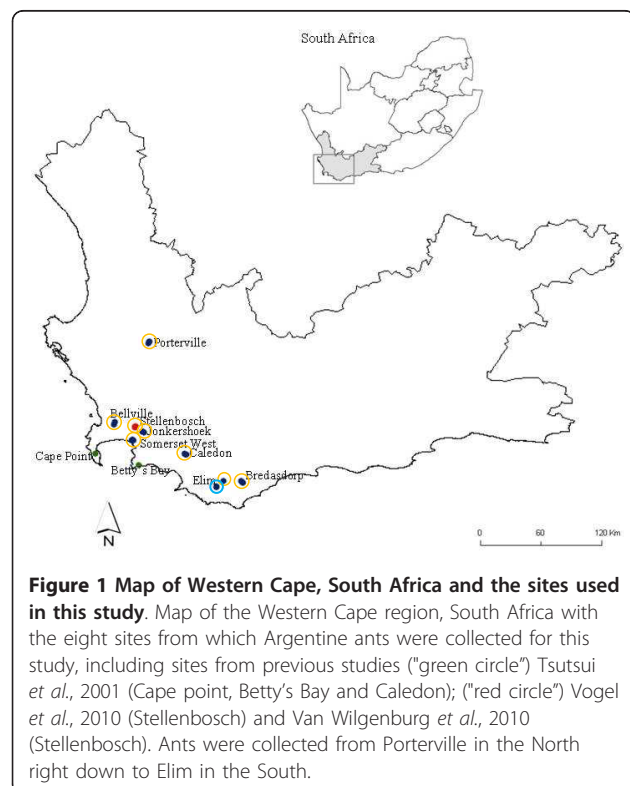 South Africa
Porterville
Bellville
Stellenbosch
Jonkershoek
Somerset West
Cape Point
Caledon
Betty's Bay
Elim
Bredasdorp
N
0 60 120 Km
Figure 1 Map of Western Cape, South Africa and the sites used
in this study. Map of the Western Cape region, South Africa with
the eight sites from which Argentine ants were collected for this
study, including sites from previous studies ("green circle") Tsutsui
et al., 2001 (Cape point, Betty's Bay and Caledon); ("red circle") Vogel
et al., 2010 (Stellenbosch) and Van Wilgenburg et al., 2010
(Stellenbosch). Ants were collected from Porterville in the North
right down to Elim in the South.